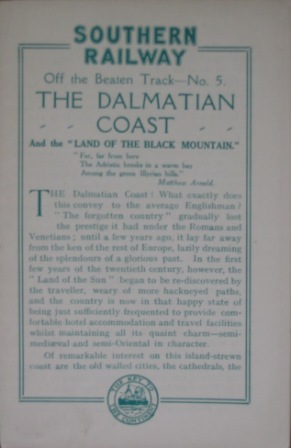 SOUTHERN
RAILWAY
Off the Beaten Track—No. 5.
THE DALMATIAN
COAST
And the "LAND OF THE BLACK MOUNTAIN."
"Far, far from here
The Adriatic breaks in a warm bay
Among the green Illyrian hills."
Matthew Arnold.
THE Dalmatian Coast! What exactly does
this convey to the average Englishman?
"The forgotten country" gradually lost
the prestige it had under the Romans and
Venetians; until a few years ago, it lay far away
from the ken of the rest of Europe, lazily dreaming
of the splendours of a glorious past. In the first
few years of the twentieth century, however, the
"Land of the Sun" began to be re-discovered by
the traveller, weary of more hackneyed paths,
and the country is now in that happy state of
being just sufficiently frequented to provide com-
fortable hotel accommodation and travel facilities
whilst maintaining all its quaint charm—semi-
mediæval and semi-Oriental in character.
Of remarkable interest on this island-strewn
coast are the old walled cities, the cathedrals, the
THE KEY TO
THE CONTINENT